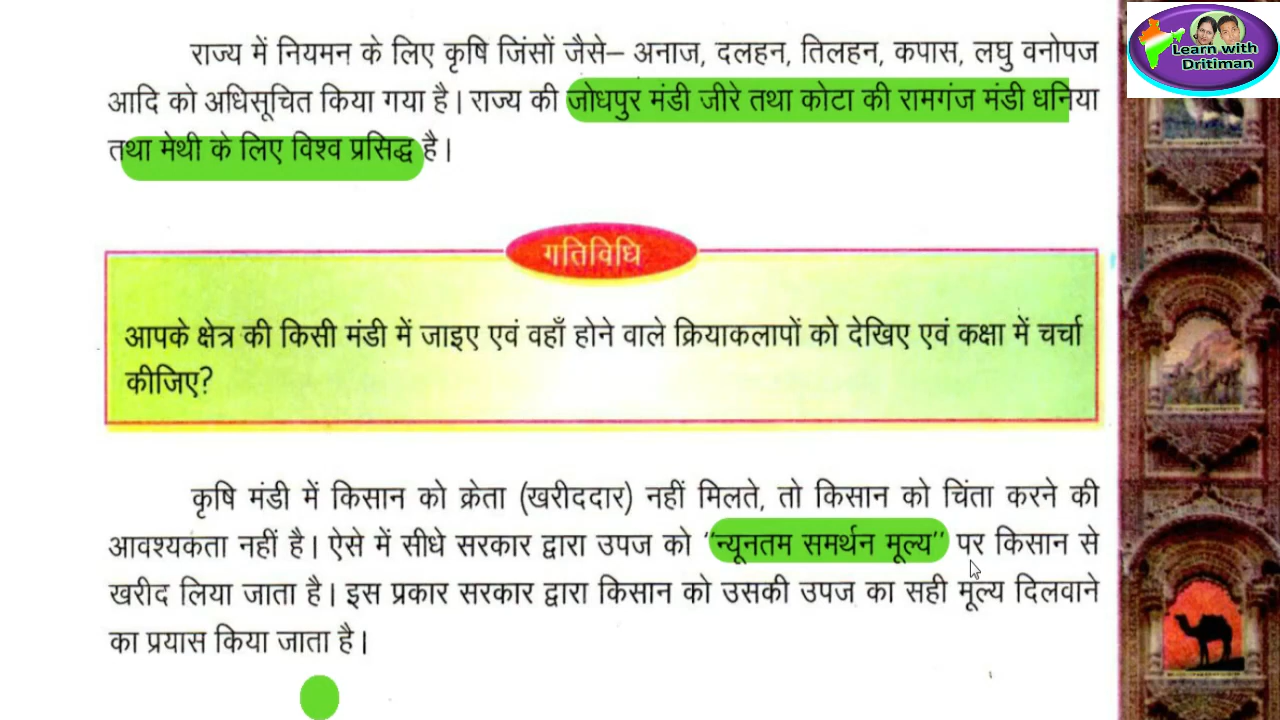 Learn with
Dritiman
राज्य में नियमन के लिए कृषि जिंसों जैसे– अनाज, दलहन, तिलहन, कपास, लघु वनोपज
आदि को अधिसूचित किया गया है। राज्य की जोधपुर मंडी जीरे तथा कोटा की रामगंज मंडी धनिया
तथा मेथी के लिए विश्व प्रसिद्ध है।
गतिविधि
आपके क्षेत्र की किसी मंडी में जाइए एवं वहाँ होने वाले क्रियाकलापों को देखिए एवं कक्षा में चर्चा
कीजिए?
कृषि मंडी में किसान को क्रेता (खरीददार) नहीं मिलते, तो किसान को चिंता करने की
आवश्यकता नहीं है। ऐसे में सीधे सरकार द्वारा उपज को "न्यूनतम समर्थन मूल्य" पर किसान से
खरीद लिया जाता है। इस प्रकार सरकार द्वारा किसान को उसकी उपज का सही मूल्य दिलवाने
का प्रयास किया जाता है।